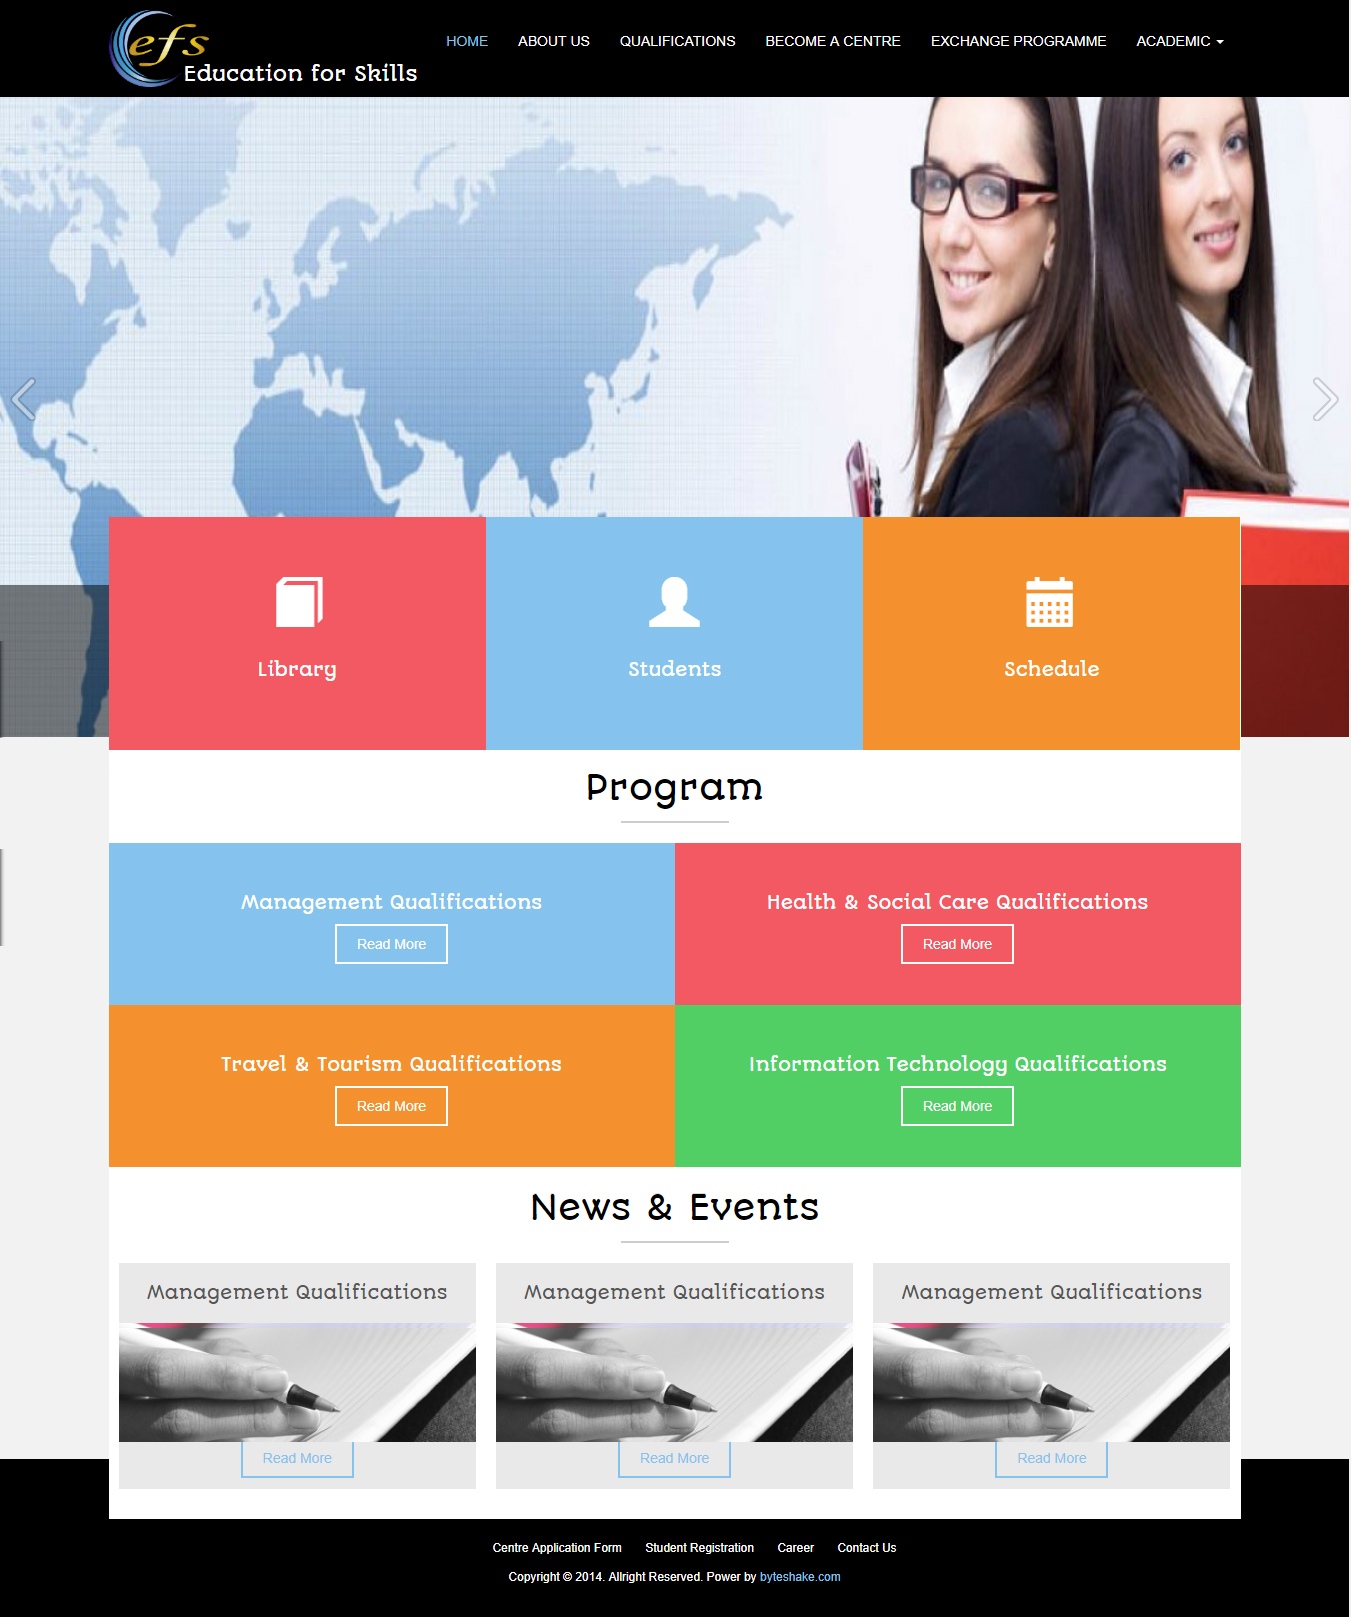 efs
Education for Skills
HOME ABOUT US QUALIFICATIONS BECOME A CENTRE EXCHANGE PROGRAMME ACADEMIC
Library Students Schedule
Program
Management Qualifications Health & Social Care Qualifications
Read More Read More
Travel & Tourism Qualifications Information Technology Qualifications
Read More Read More
News & Events
Management Qualifications Management Qualifications Management Qualifications
Read More Read More Read More
Centre Application Form Student Registration Career Contact Us
Copyright © 2014. Allright Reserved. Power by byteshake.com